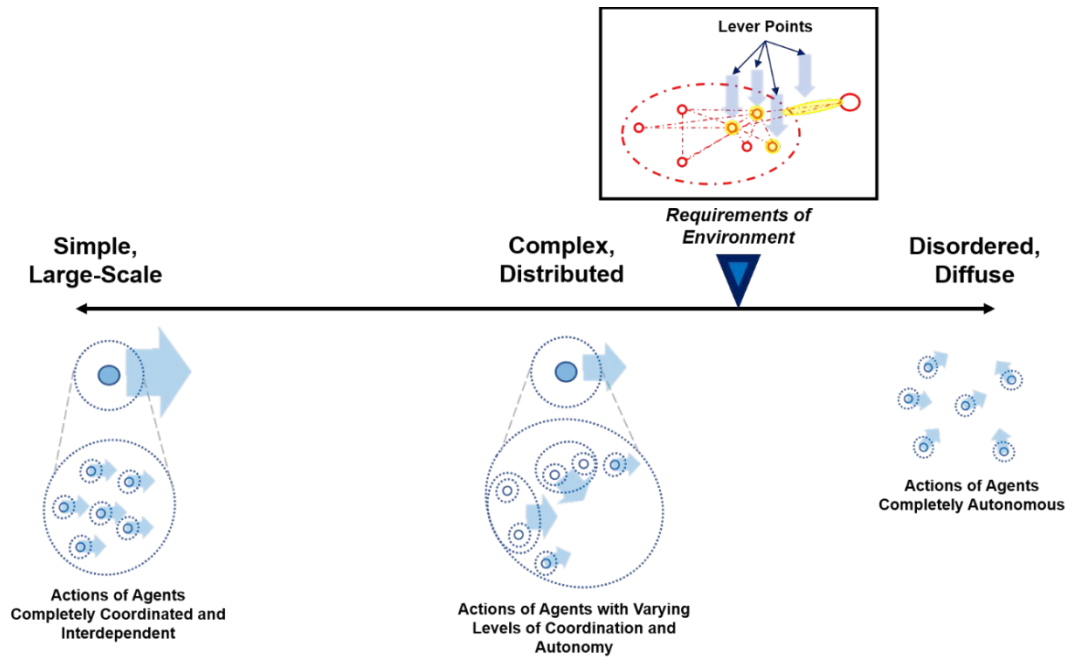 Lever Points
Requirements of
Environment
Simple,
Large-Scale
Complex,
Distributed
Disordered,
Diffuse
Actions of Agents
Completely Coordinated and
Interdependent
Actions of Agents with Varying
Levels of Coordination and
Autonomy
Actions of Agents
Completely Autonomous